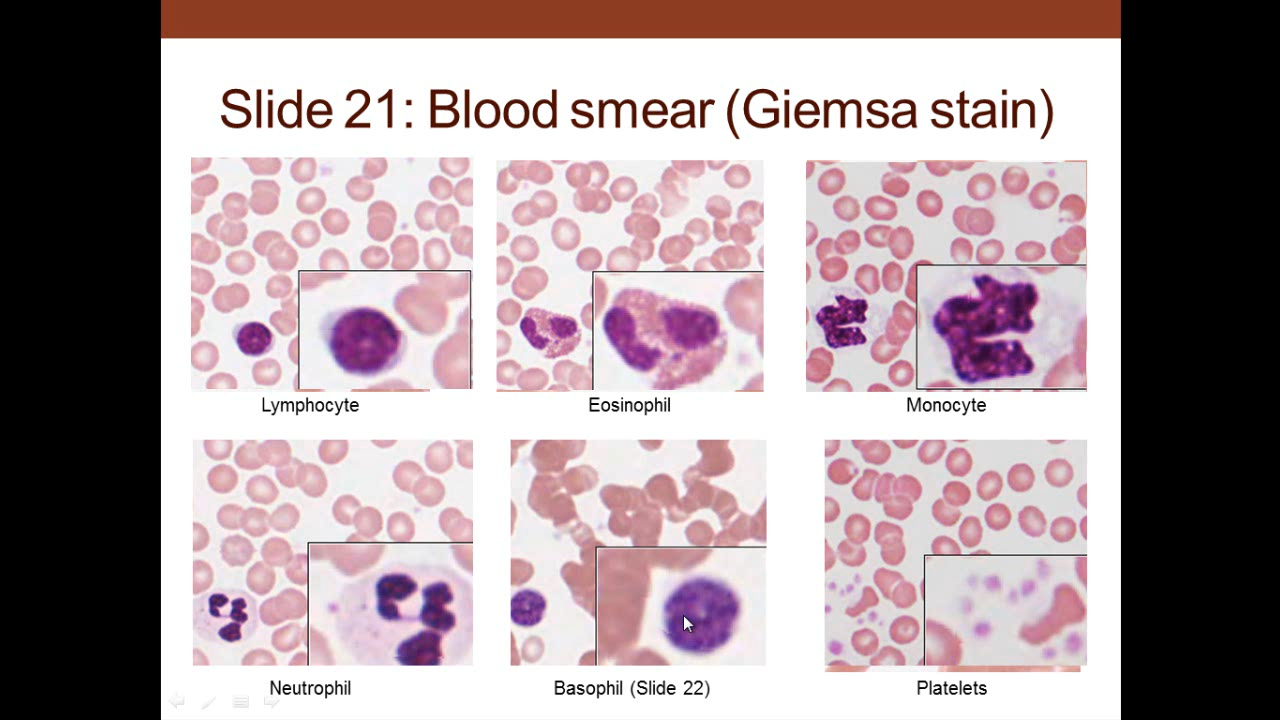 Slide 21: Blood smear (Giemsa stain)
Lymphocyte
Eosinophil
Monocyte
Neutrophil
Basophil (Slide 22)
Platelets